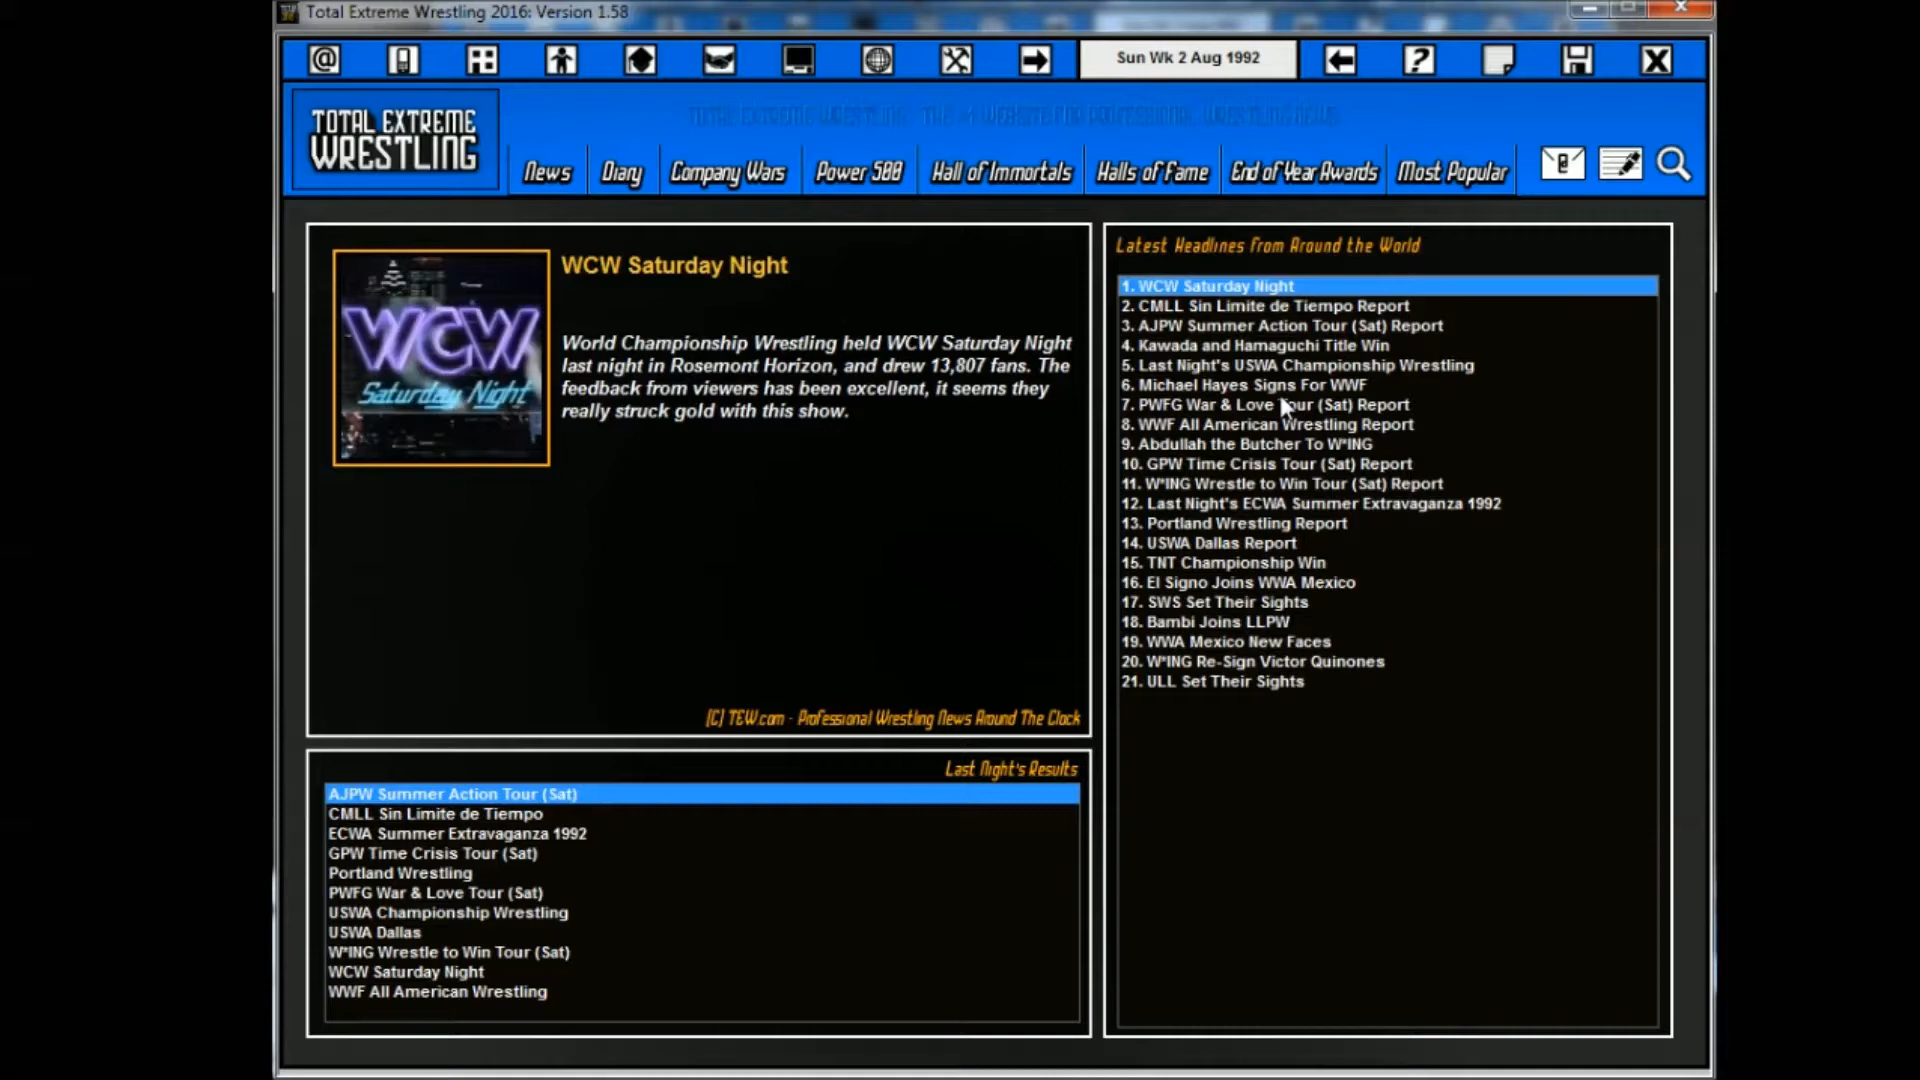 Total Extreme Wrestling 2016: Version 1.58
Sun Wk 2 Aug 1992
TOTAL EXTREME WRESTLING - THE #1 WEBSITE FOR PROFESSIONAL WRESTLING NEWS
TOTAL EXTREME
WRESTLING
News
Diary
Company Wars
Power 500
Hall of Immortals
Halls of Fame
End of Year Awards
Most Popular
WCW Saturday Night
WCW
Saturday Night
World Championship Wrestling held WCW Saturday Night
last night in Rosemont Horizon, and drew 13,807 fans. The
feedback from viewers has been excellent, it seems they
really struck gold with this show.
(C) TEW.com - Professional Wrestling News Around The Clock
Last Night's Results
AJPW Summer Action Tour (Sat)
CMLL Sin Limite de Tiempo
ECWA Summer Extravaganza 1992
GPW Time Crisis Tour (Sat)
Portland Wrestling
PWFG War & Love Tour (Sat)
USWA Championship Wrestling
USWA Dallas
W*ING Wrestle to Win Tour (Sat)
WCW Saturday Night
WWF All American Wrestling
Latest Headlines From Around the World
1. WCW Saturday Night
2. CMLL Sin Limite de Tiempo Report
3. AJPW Summer Action Tour (Sat) Report
4. Kawada and Hamaguchi Title Win
5. Last Night's USWA Championship Wrestling
6. Michael Hayes Signs For WWF
7. PWFG War & Love Tour (Sat) Report
8. WWF All American Wrestling Report
9. Abdullah the Butcher To W*ING
10. GPW Time Crisis Tour (Sat) Report
11. W*ING Wrestle to Win Tour (Sat) Report
12. Last Night's ECWA Summer Extravaganza 1992
13. Portland Wrestling Report
14. USWA Dallas Report
15. TNT Championship Win
16. El Signo Joins WWA Mexico
17. SWS Set Their Sights
18. Bambi Joins LLPW
19. WWA Mexico New Faces
20. W*ING Re-Sign Victor Quinones
21. ULL Set Their Sights